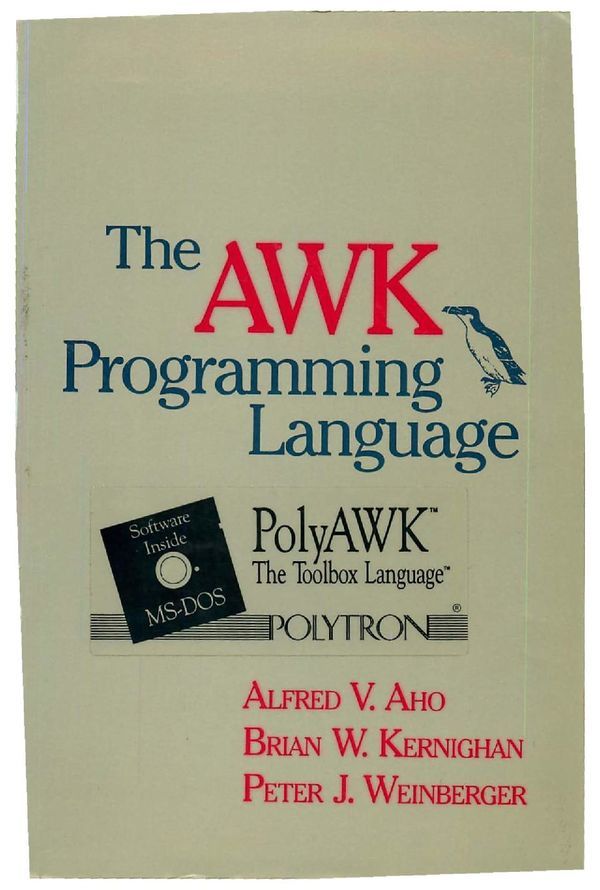 The AWK
Programming
Language
Software
Inside
MS-DOS
PolyAWK™
The Toolbox Language™
POLYTRON®
ALFRED V. AHO
BRIAN W. KERNIGHAN
PETER J. WEINBERGER